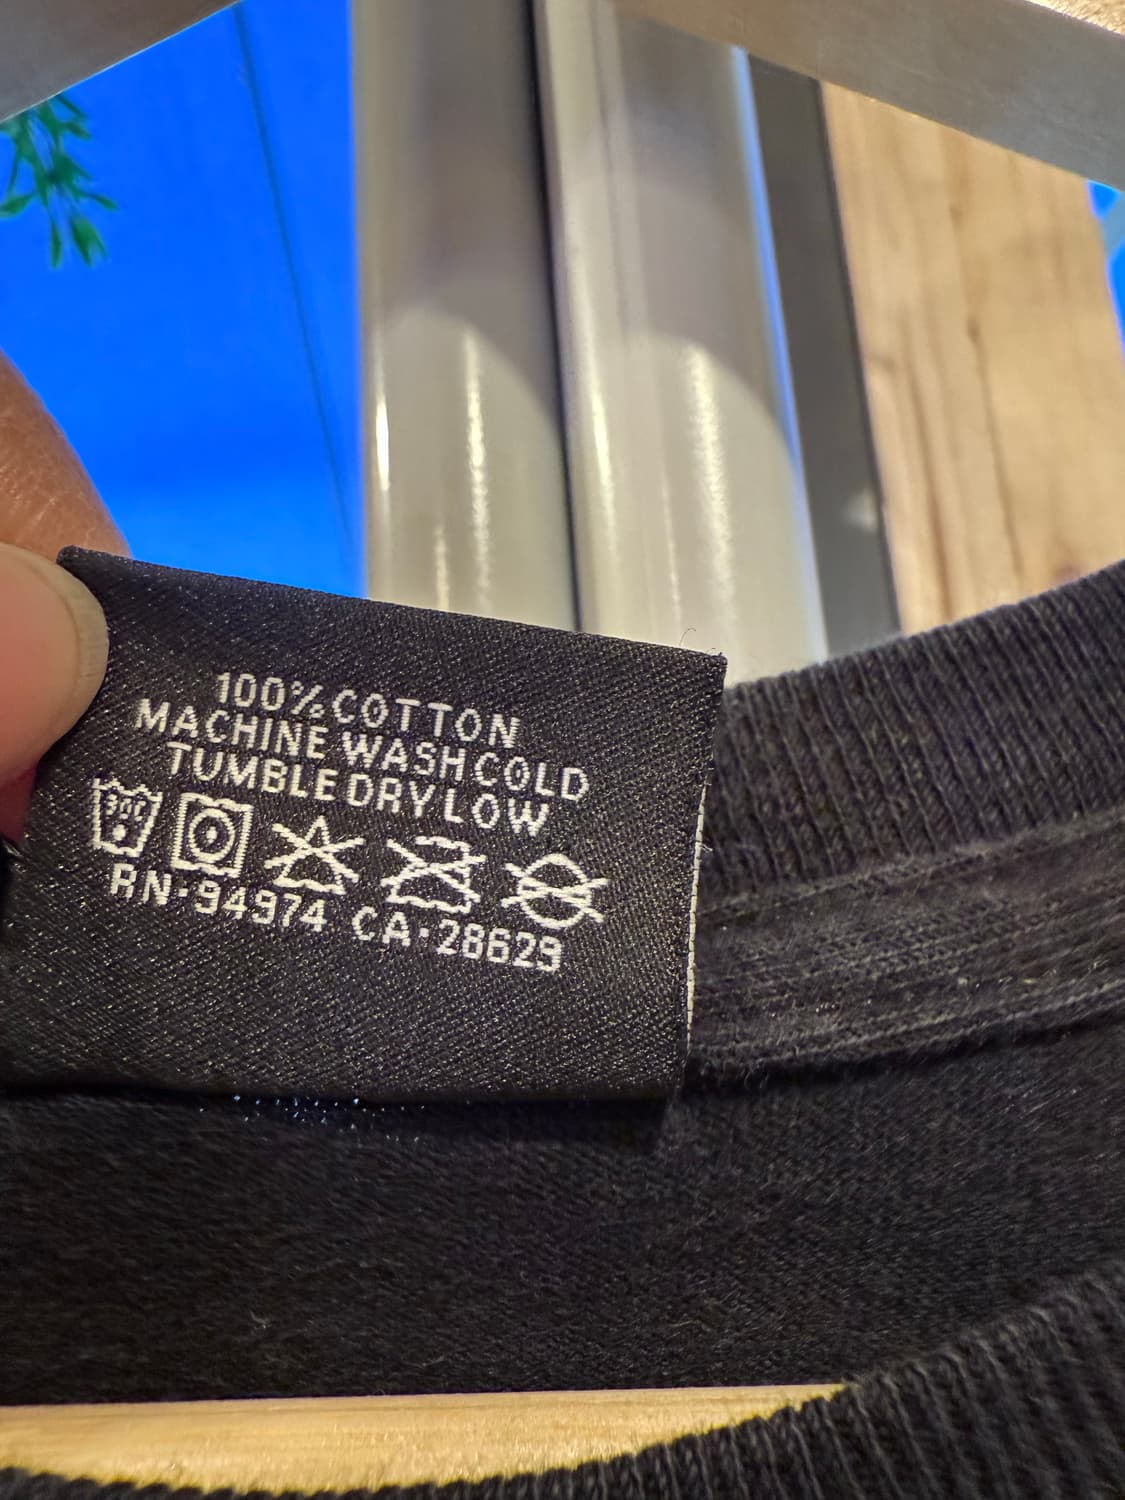 100% COTTON
MACHINE WASH COLD
TUMBLE DRY LOW
RN·94974 CA·28629